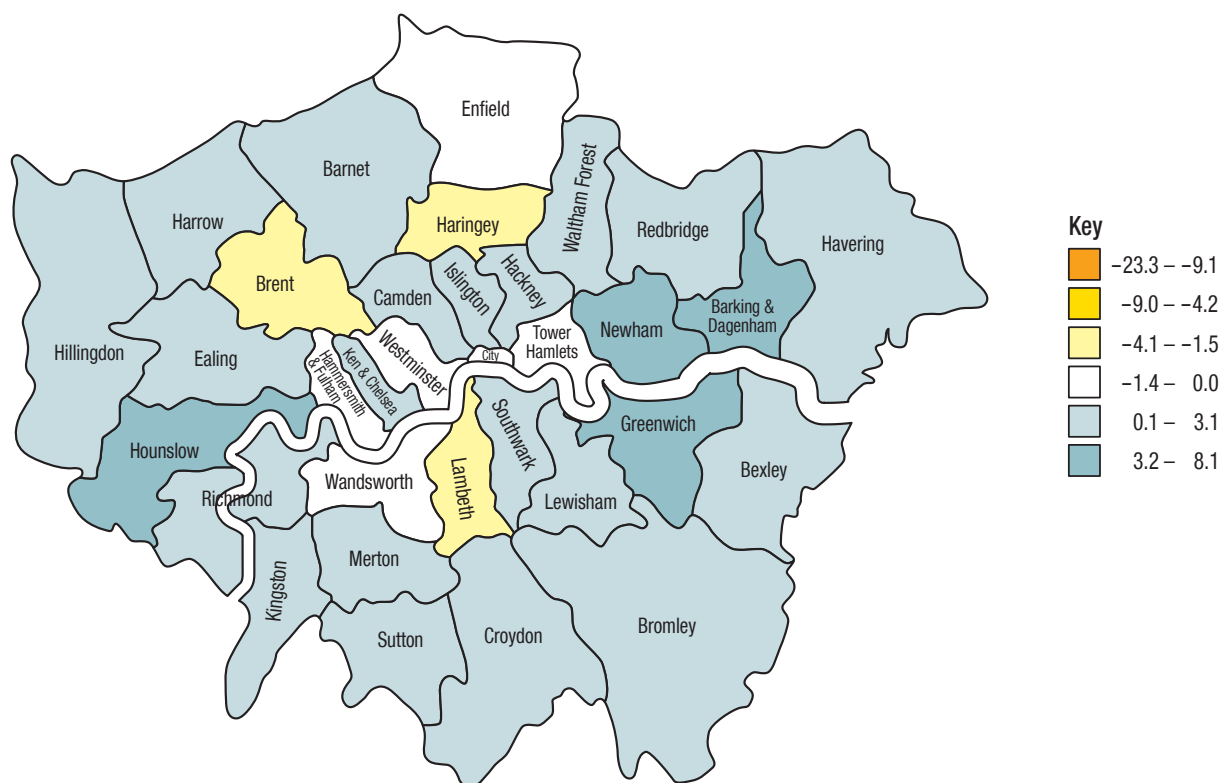 Enfield
Barnet
Waltham Forest
Harrow
Haringey
Redbridge
Havering
Brent
Islington
Hackney
Camden
Barking &
Dagenham
Newham
Tower
Hamlets
Hillingdon
Ealing
Westminster
City
Ken & Chelsea
Hammersmith
& Fulham
Hounslow
Greenwich
Southwark
Bexley
Wandsworth
Lambeth
Richmond
Lewisham
Merton
Kingston
Sutton
Croydon
Bromley
Key
−23.3 – −9.1
−9.0 – −4.2
−4.1 – −1.5
−1.4 – 0.0
0.1 – 3.1
3.2 – 8.1